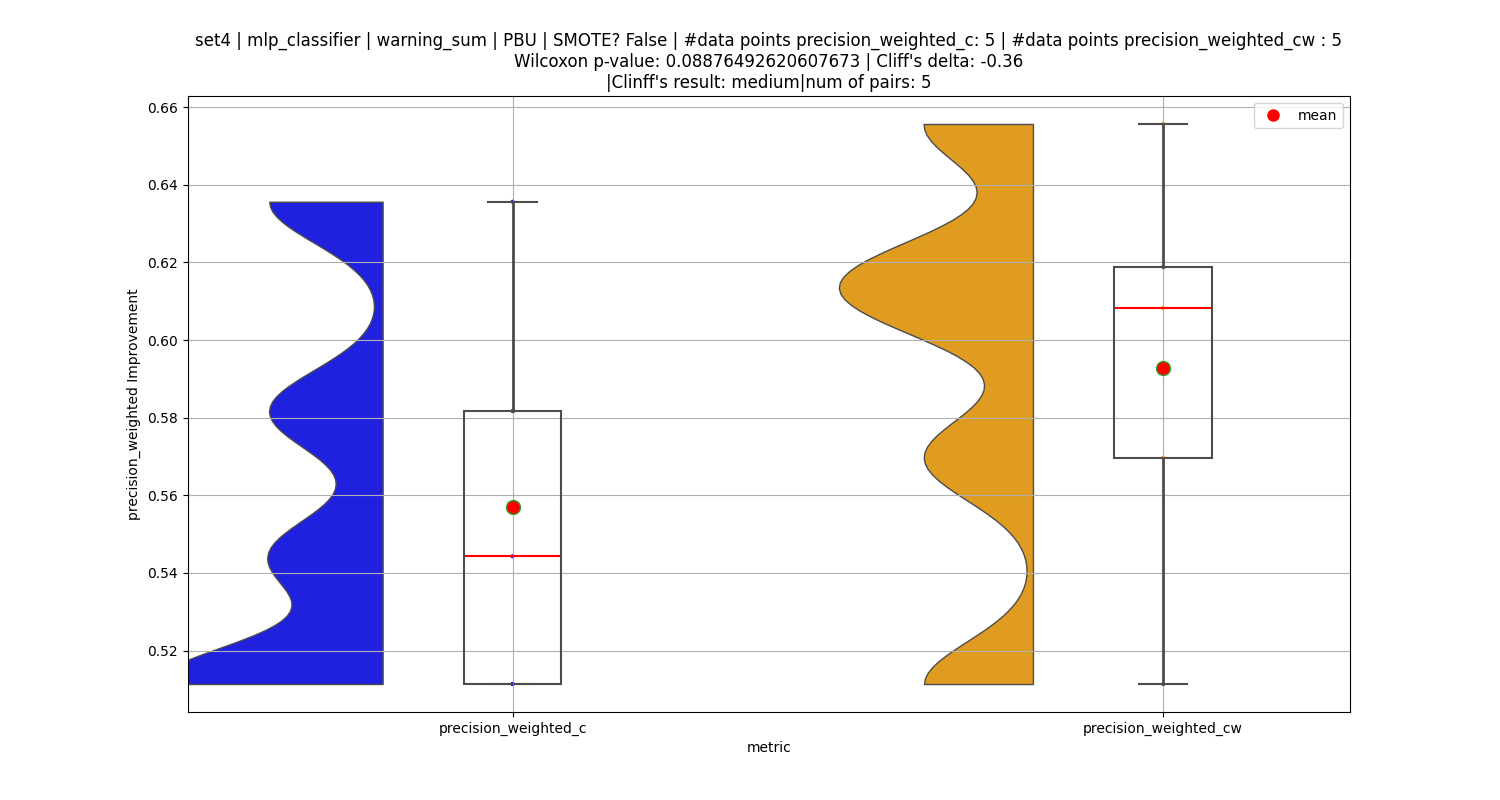 set4 | mlp_classifier | warning_sum | PBU | SMOTE? False | #data points precision_weighted_c: 5 | #data points precision_weighted_cw : 5
Wilcoxon p-value: 0.08876492620607673 | Cliff's delta: -0.36
|Clinff's result: medium|num of pairs: 5
0.66
mean
0.64
0.62
0.60
0.58
0.56
0.54
0.52
precision_weighted Improvement
precision_weighted_c
precision_weighted_cw
metric